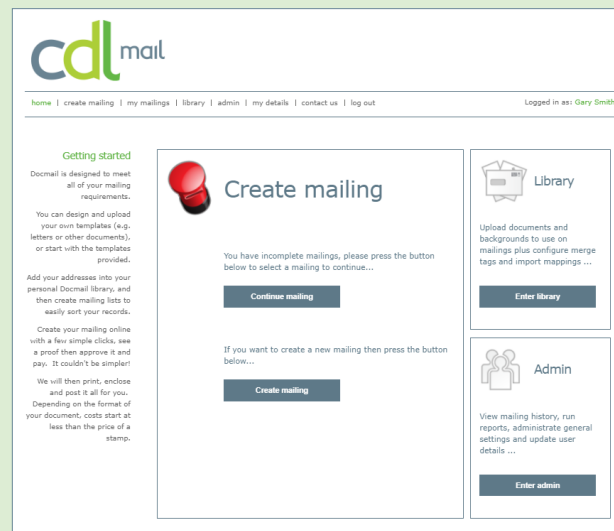 cdl mail
home | create mailing | my mailings | library | admin | my details | contact us | log out
Logged in as: Gary Smith
Getting started
Docmail is designed to meet
all of your mailing
requirements.
You can design and upload
your own templates (e.g.
letters or other documents),
or start with the templates
provided.
Add your addresses into your
personal Docmail library, and
then create mailing lists to
easily sort your records.
Create your mailing online
with a few simple clicks, see
a proof then approve it and
pay. It couldn't be simpler!
We will then print, enclose
and post it all for you.
Depending on the format of
your document, costs start at
less than the price of a
stamp.
Create mailing
You have incomplete mailings, please press the button
below to select a mailing to continue...
Continue mailing
If you want to create a new mailing then press the button
below...
Create mailing
Library
Upload documents and
backgrounds to use on
mailings plus configure merge
tags and import mappings ...
Enter library
Admin
View mailing history, run
reports, administrate general
settings and update user
details ...
Enter admin